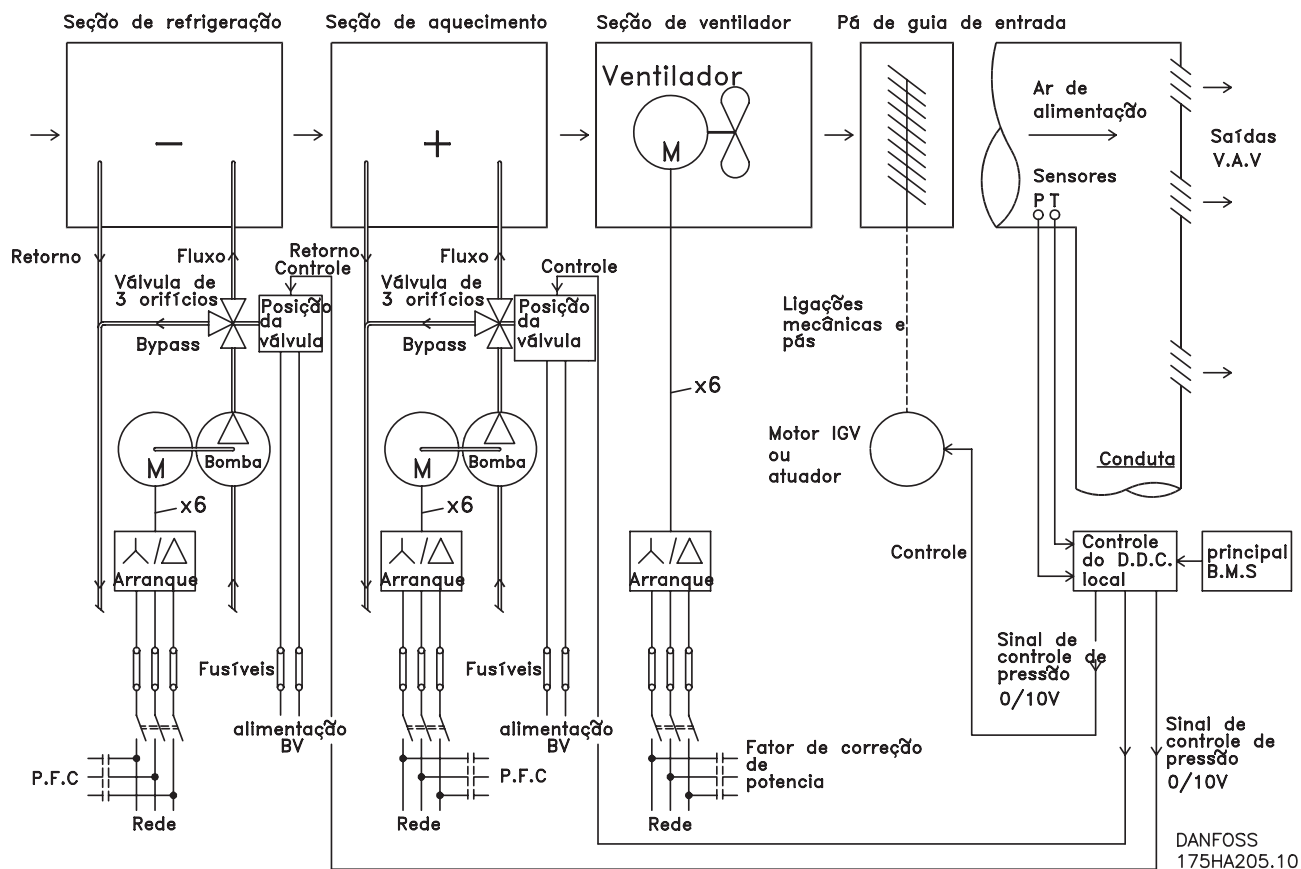 Seção de refrigeração
Seção de aquecimento
Seção de ventilador
Pá de guia de entrada
Ventilador
M
Ar de
alimentação
Saídas
V.A.V
Sensores
P T
Retorno
Fluxo
Retorno
Controle
Fluxo
Controle
Válvula de
3 orifícios
Posição
da
válvula
Bypass
Válvula de
3 orifícios
Posição
da
válvula
Bypass
Ligações
mecânicas e
pás
x6
M
Bomba
M
Bomba
Motor IGV
ou
atuador
Conduta
x6
x6
Arranque
Arranque
Controle
Controle
do D.D.C.
local
principal
B.M.S
Fusíveis
Fusíveis
Sinal de
controle de
pressão
0/10V
alimentação
BV
alimentação
BV
Sinal de
controle de
pressão
0/10V
P.F.C
P.F.C
Fator de correção
de
potencia
Rede
Rede
Rede
DANFOSS
175HA205.10